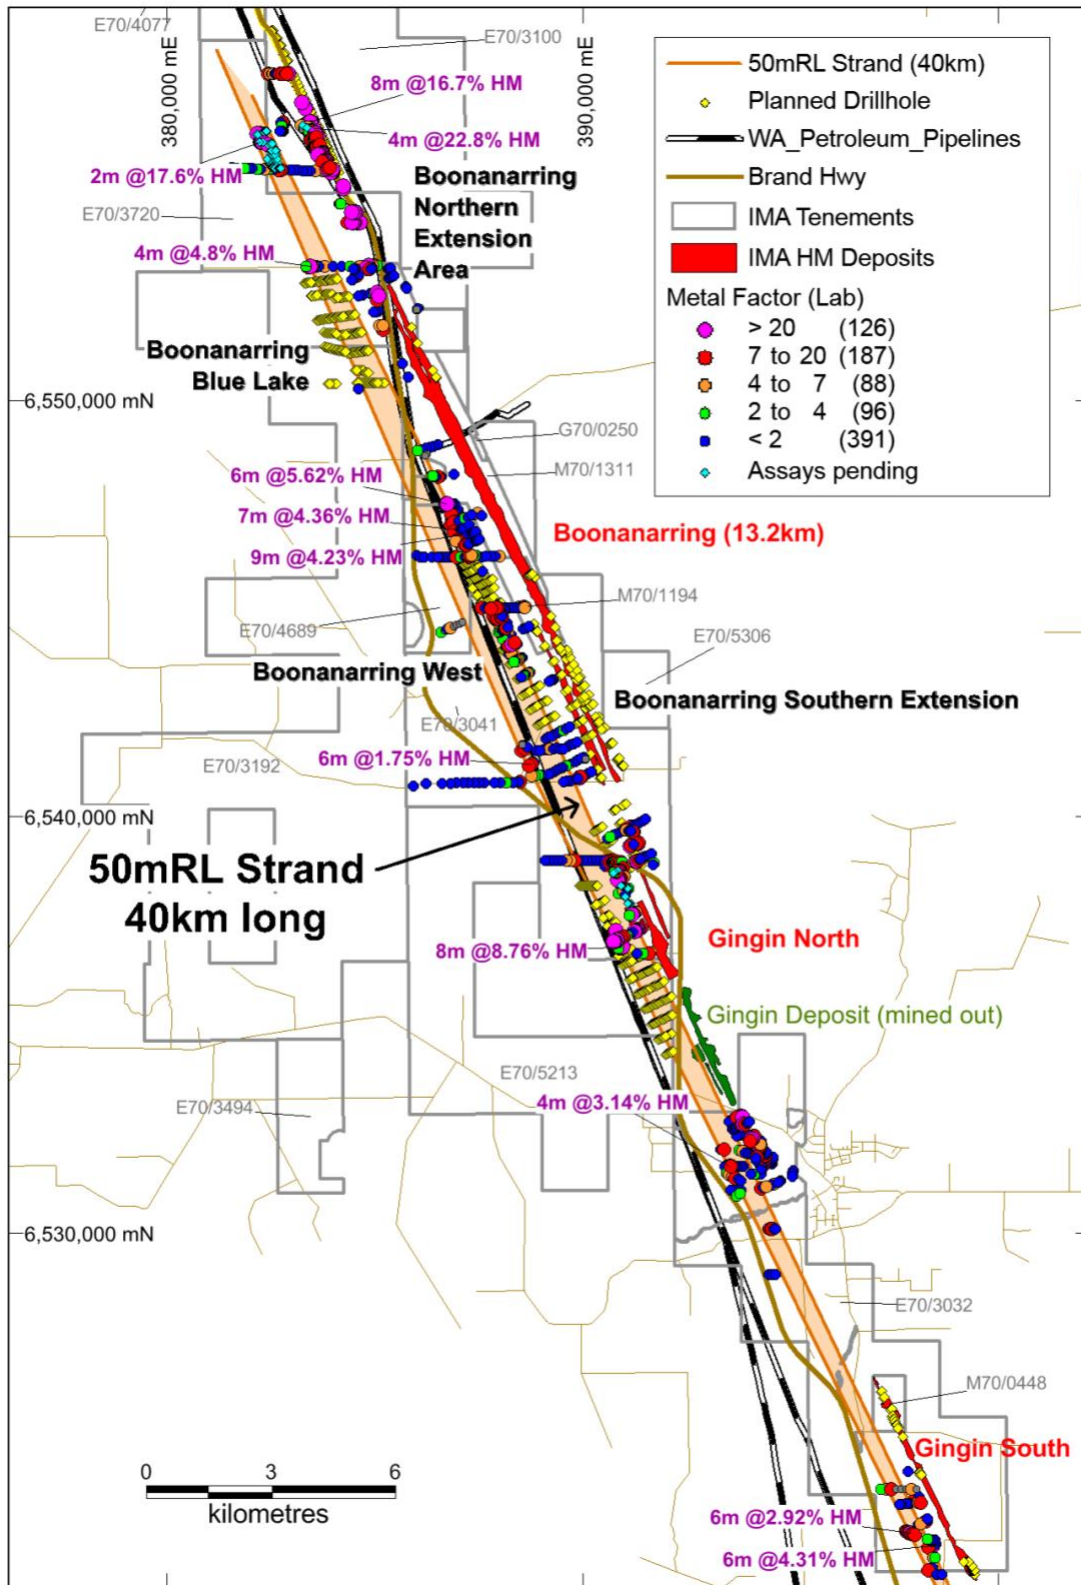 E70/4077
E70/3100
380,000 mE
390,000 mE
50mRL Strand (40km)
Planned Drillhole
WA_Petroleum_Pipelines
Brand Hwy
IMA Tenements
IMA HM Deposits
Metal Factor (Lab)
> 20 (126)
7 to 20 (187)
4 to 7 (88)
2 to 4 (96)
< 2 (391)
Assays pending
8m @16.7% HM
4m @22.8% HM
2m @17.6% HM
Boonanarring
Northern
Extension
Area
E70/3720
4m @4.8% HM
Boonanarring
Blue Lake
6,550,000 mN
G70/0250
M70/1311
6m @5.62% HM
7m @4.36% HM
9m @4.23% HM
Boonanarring (13.2km)
M70/1194
E70/4689
E70/5306
Boonanarring West
Boonanarring Southern Extension
E70/3041
E70/3192
6m @1.75% HM
6,540,000 mN
50mRL Strand
40km long
8m @8.76% HM
Gingin North
Gingin Deposit (mined out)
E70/5213
E70/3494
4m @3.14% HM
6,530,000 mN
E70/3032
M70/0448
Gingin South
0 3 6
kilometres
6m @2.92% HM
6m @4.31% HM